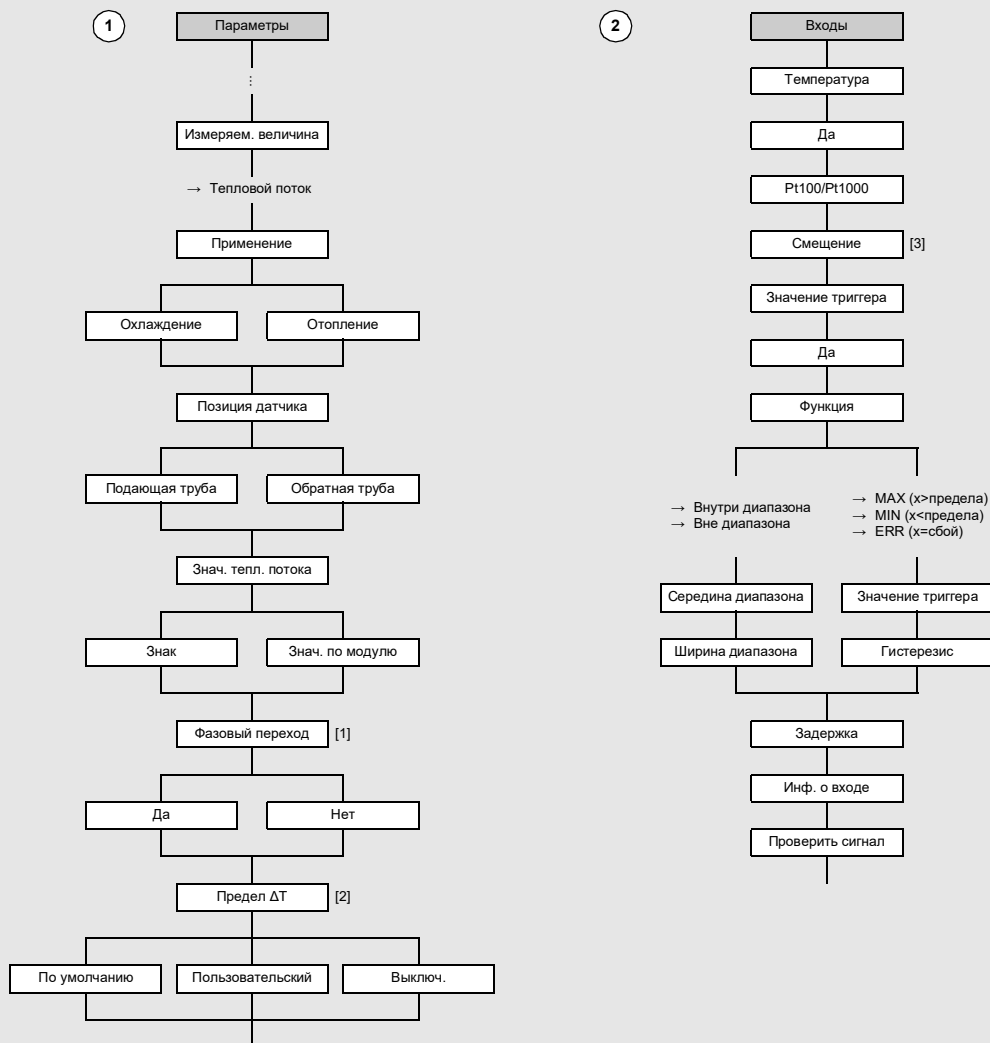 1
Параметры
⋮
Измеряем. величина
→ Тепловой поток
Применение
Охлаждение
Отопление
Позиция датчика
Подающая труба
Обратная труба
Знач. тепл. потока
Знак
Знач. по модулю
Фазовый переход
[1]
Да
Нет
Предел ΔT
[2]
По умолчанию
Пользовательский
Выключ.
2
Входы
Температура
Да
Pt100/Pt1000
Смещение
[3]
Значение триггера
Да
Функция
→ Внутри диапазона
→ Вне диапазона
→ MAX (x>предела)
→ MIN (x<предела)
→ ERR (x=сбой)
Середина диапазона
Значение триггера
Ширина диапазона
Гистерезис
Задержка
Инф. о входе
Проверить сигнал